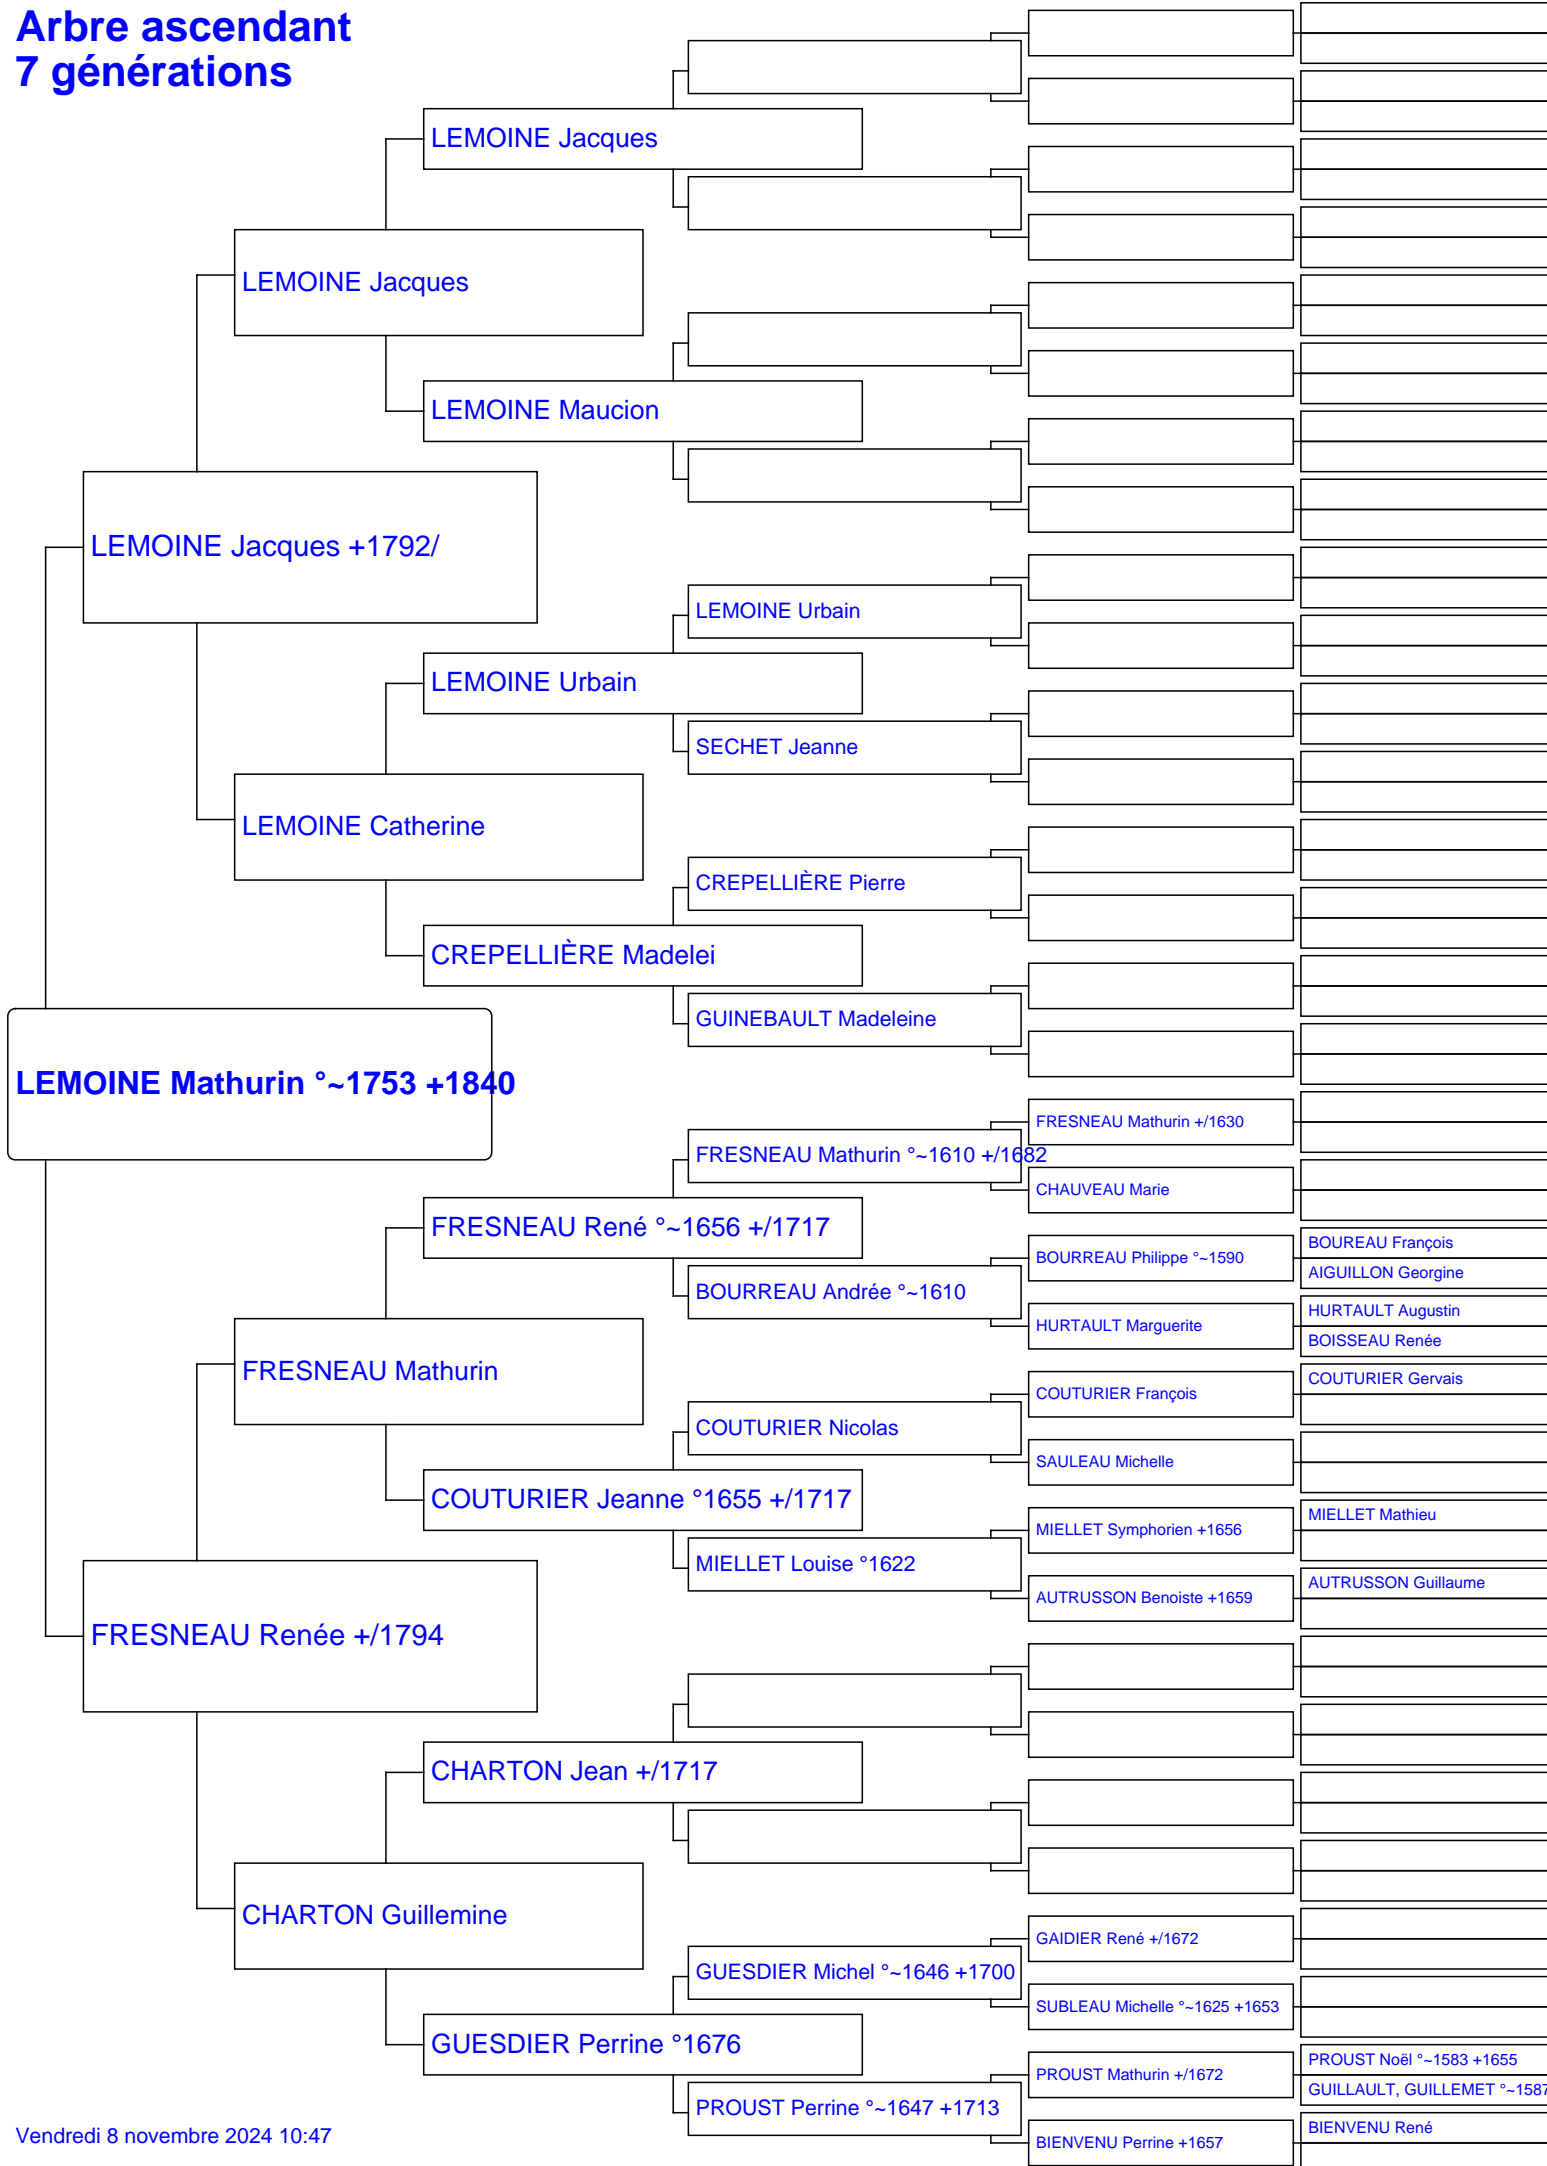 Arbre ascendant
7 générations
LEMOINE Jacques
LEMOINE Jacques
LEMOINE Maucion
LEMOINE Jacques +1792/
LEMOINE Urbain
LEMOINE Urbain
SECHET Jeanne
LEMOINE Catherine
CREPELLIÈRE Pierre
CREPELLIÈRE Madelei
GUINEBAULT Madeleine
LEMOINE Mathurin °~1753 +1840
FRESNEAU Mathurin +/1630
FRESNEAU Mathurin °~1610 +/1682
CHAUVEAU Marie
FRESNEAU René °~1656 +/1717
BOUREAU François
BOURREAU Philippe °~1590
AIGUILLON Georgine
BOURREAU Andrée °~1610
HURTAULT Augustin
HURTAULT Marguerite
BOISSEAU Renée
FRESNEAU Mathurin
COUTURIER Gervais
COUTURIER François
COUTURIER Nicolas
SAULEAU Michelle
COUTURIER Jeanne °1655 +/1717
MIELLET Mathieu
MIELLET Symphorien +1656
MIELLET Louise °1622
AUTRUSSON Guillaume
AUTRUSSON Benoiste +1659
FRESNEAU Renée +/1794
CHARTON Jean +/1717
CHARTON Guillemine
GAIDIER René +/1672
GUESDIER Michel °~1646 +1700
SUBLEAU Michelle °~1625 +1653
GUESDIER Perrine °1676
PROUST Noël °~1583 +1655
PROUST Mathurin +/1672
GUILLAULT, GUILLEMET °~1587
PROUST Perrine °~1647 +1713
BIENVENU René
BIENVENU Perrine +1657
Vendredi 8 novembre 2024 10:47